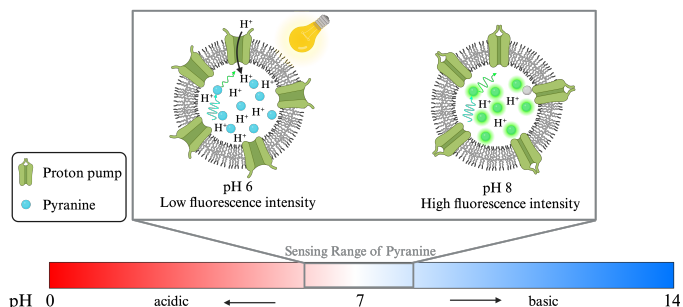 H⁺
H⁺
H⁺
H⁺
H⁺
H⁺
H⁺
H⁺
H⁺
H⁺
H⁺
H⁺
H⁺
pH 6
Low fluorescence intensity
pH 8
High fluorescence intensity
Proton pump
Pyranine
Sensing Range of Pyranine
pH 0 acidic 7 basic 14